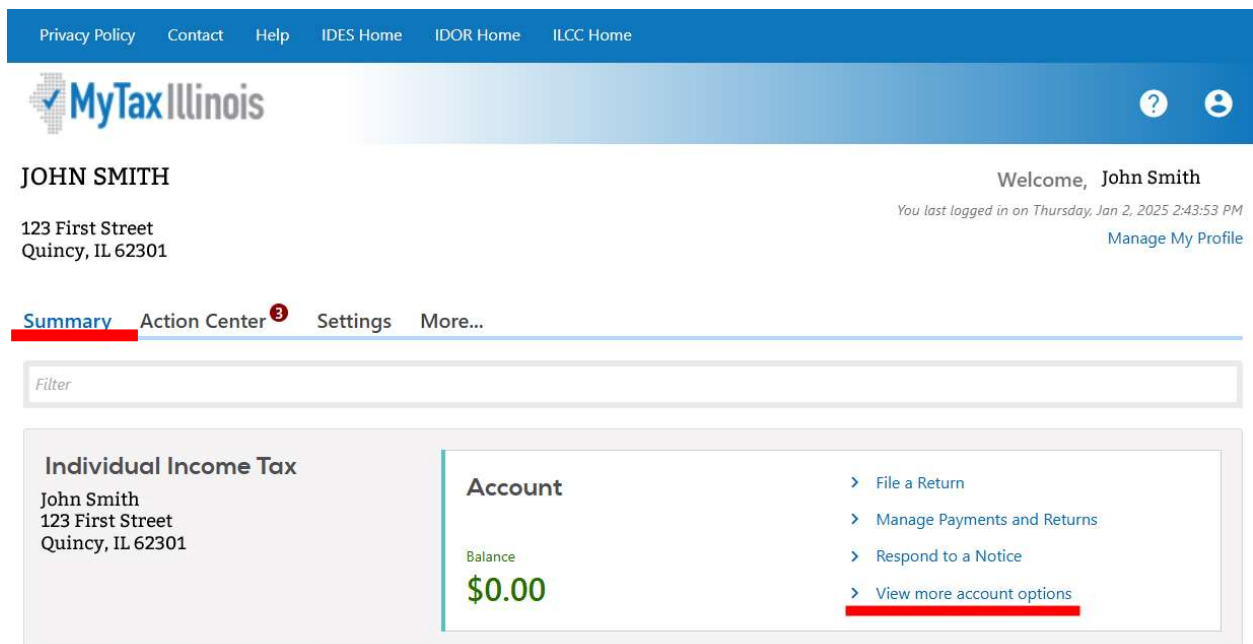 Privacy Policy Contact Help IDES Home IDOR Home ILCC Home
MyTax Illinois
?
JOHN SMITH
Welcome, John Smith
You last logged in on Thursday, Jan 2, 2025 2:43:53 PM
123 First Street
Quincy, IL 62301
Manage My Profile
Summary Action Center 3 Settings More...
Filter
Individual Income Tax
John Smith
123 First Street
Quincy, IL 62301
Account
Balance
$0.00
File a Return
Manage Payments and Returns
Respond to a Notice
View more account options